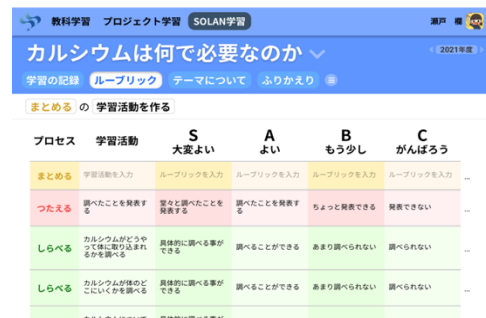 教科学習 プロジェクト学習 SOLAN学習 瀬戸 櫂
カルシウムは何で必要なのか
2021年度
学習の記録 ルーブリック テーマについて ふりかえり
まとめる の 学習活動を作る
プロセス 学習活動 S 大変よい A よい B もう少し C がんばろう
まとめる 学習活動を入力 ルーブリックを入力 ルーブリックを入力 ルーブリックを入力 ルーブリックを入力 ...
つたえる 調べたことを発表する 堂々と調べたことを発表する 調べたことを発表する ちょっと発表できる 発表できない ...
しらべる カルシウムがどうやって体に取り込まれるかを調べる 具体的に調べる事ができる 調べることができる あまり調べられない 調べられない ...
しらべる カルシウムが体のどこにいくかを調べる 具体的に調べる事ができる 調べることができる あまり調べられない 調べられない ...